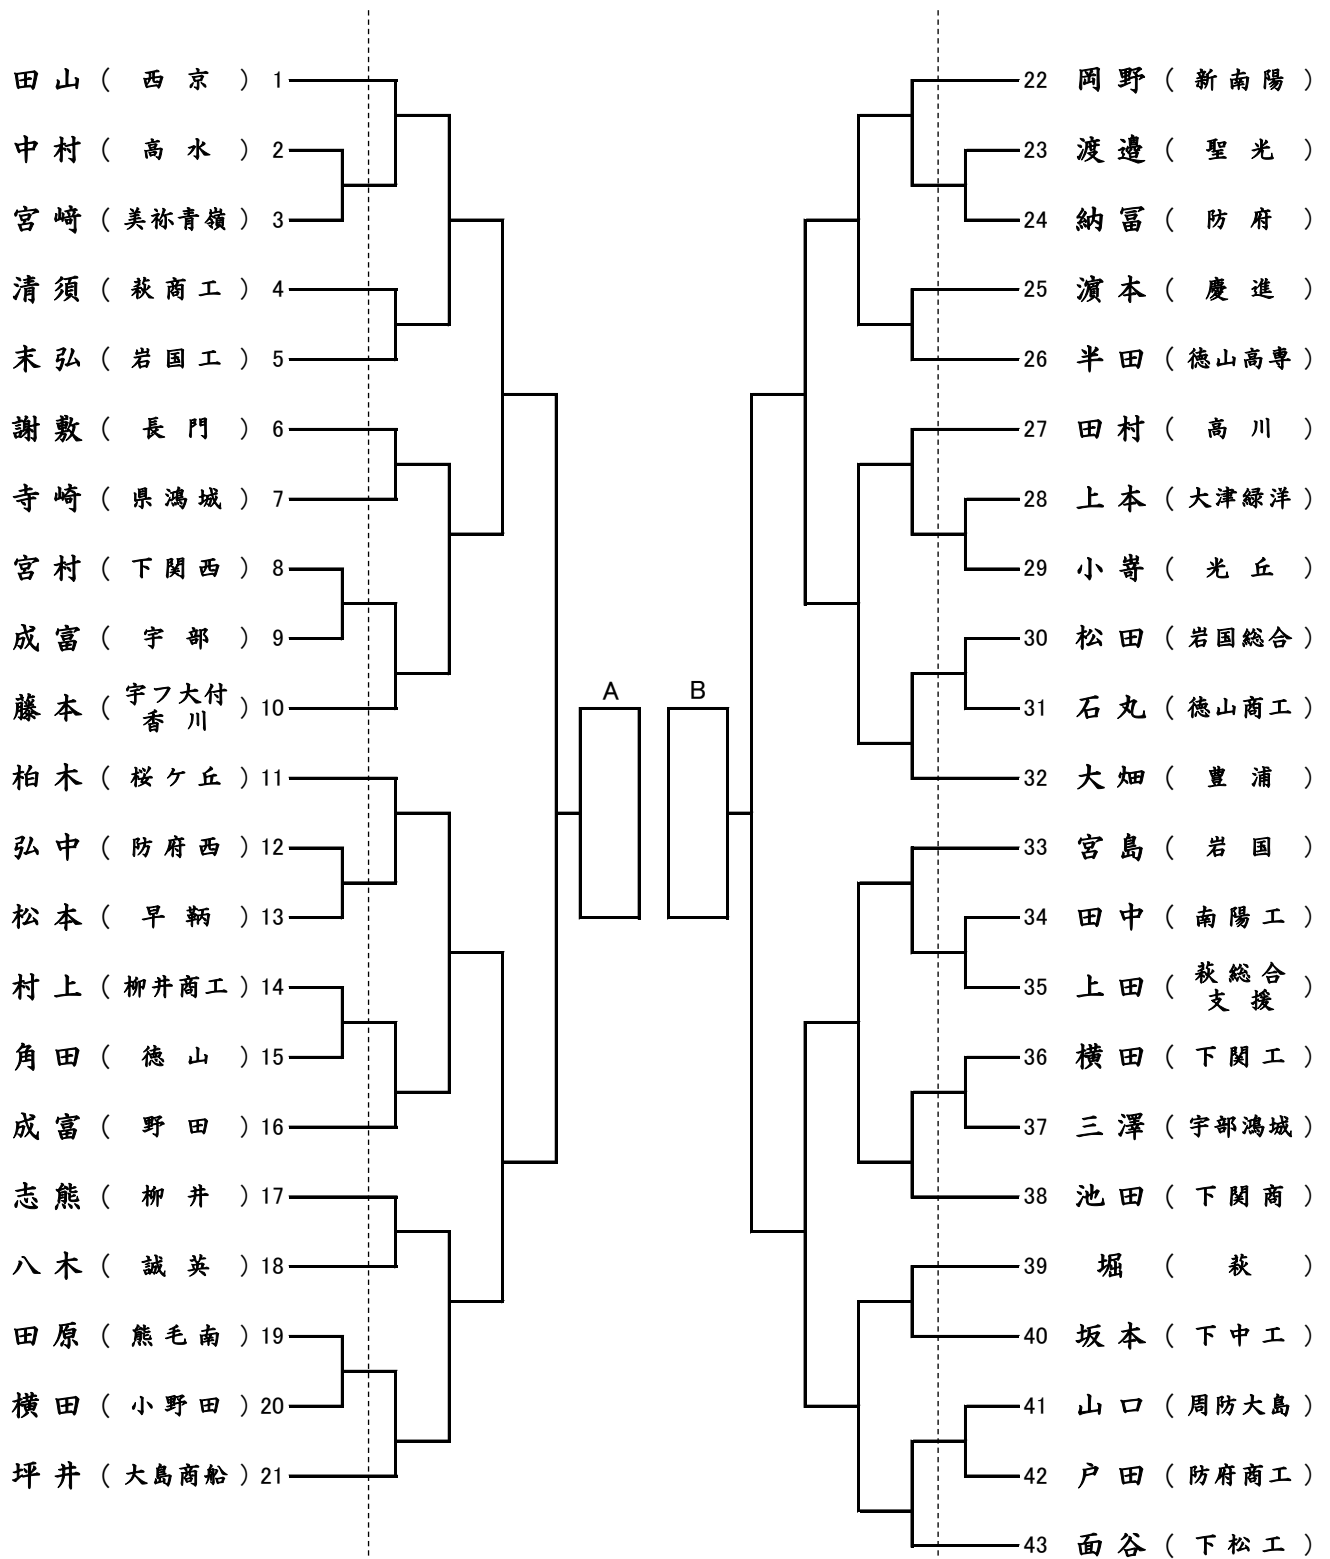 田山 ( 西京 ) 1
中村 ( 高水 ) 2
宮﨑 ( 美祢青嶺 ) 3
清須 ( 萩商工 ) 4
末弘 ( 岩国工 ) 5
謝敷 ( 長門 ) 6
寺崎 ( 県鴻城 ) 7
宮村 ( 下関西 ) 8
成富 ( 宇部 ) 9
藤本 ( 宇フ大付
香川 ) 10
柏木 ( 桜ケ丘 ) 11
弘中 ( 防府西 ) 12
松本 ( 早鞆 ) 13
村上 ( 柳井商工 ) 14
角田 ( 徳山 ) 15
成富 ( 野田 ) 16
志熊 ( 柳井 ) 17
八木 ( 誠英 ) 18
田原 ( 熊毛南 ) 19
横田 ( 小野田 ) 20
坪井 ( 大島商船 ) 21
A
B
22 岡野 ( 新南陽 )
23 渡邉 ( 聖光 )
24 納冨 ( 防府 )
25 濵本 ( 慶進 )
26 半田 ( 徳山高専 )
27 田村 ( 高川 )
28 上本 ( 大津緑洋 )
29 小嵜 ( 光丘 )
30 松田 ( 岩国総合 )
31 石丸 ( 徳山商工 )
32 大畑 ( 豊浦 )
33 宮島 ( 岩国 )
34 田中 ( 南陽工 )
35 上田 ( 萩総合
支援 )
36 横田 ( 下関工 )
37 三澤 ( 宇部鴻城 )
38 池田 ( 下関商 )
39 堀 ( 萩 )
40 坂本 ( 下中工 )
41 山口 ( 周防大島 )
42 戸田 ( 防府商工 )
43 面谷 ( 下松工 )